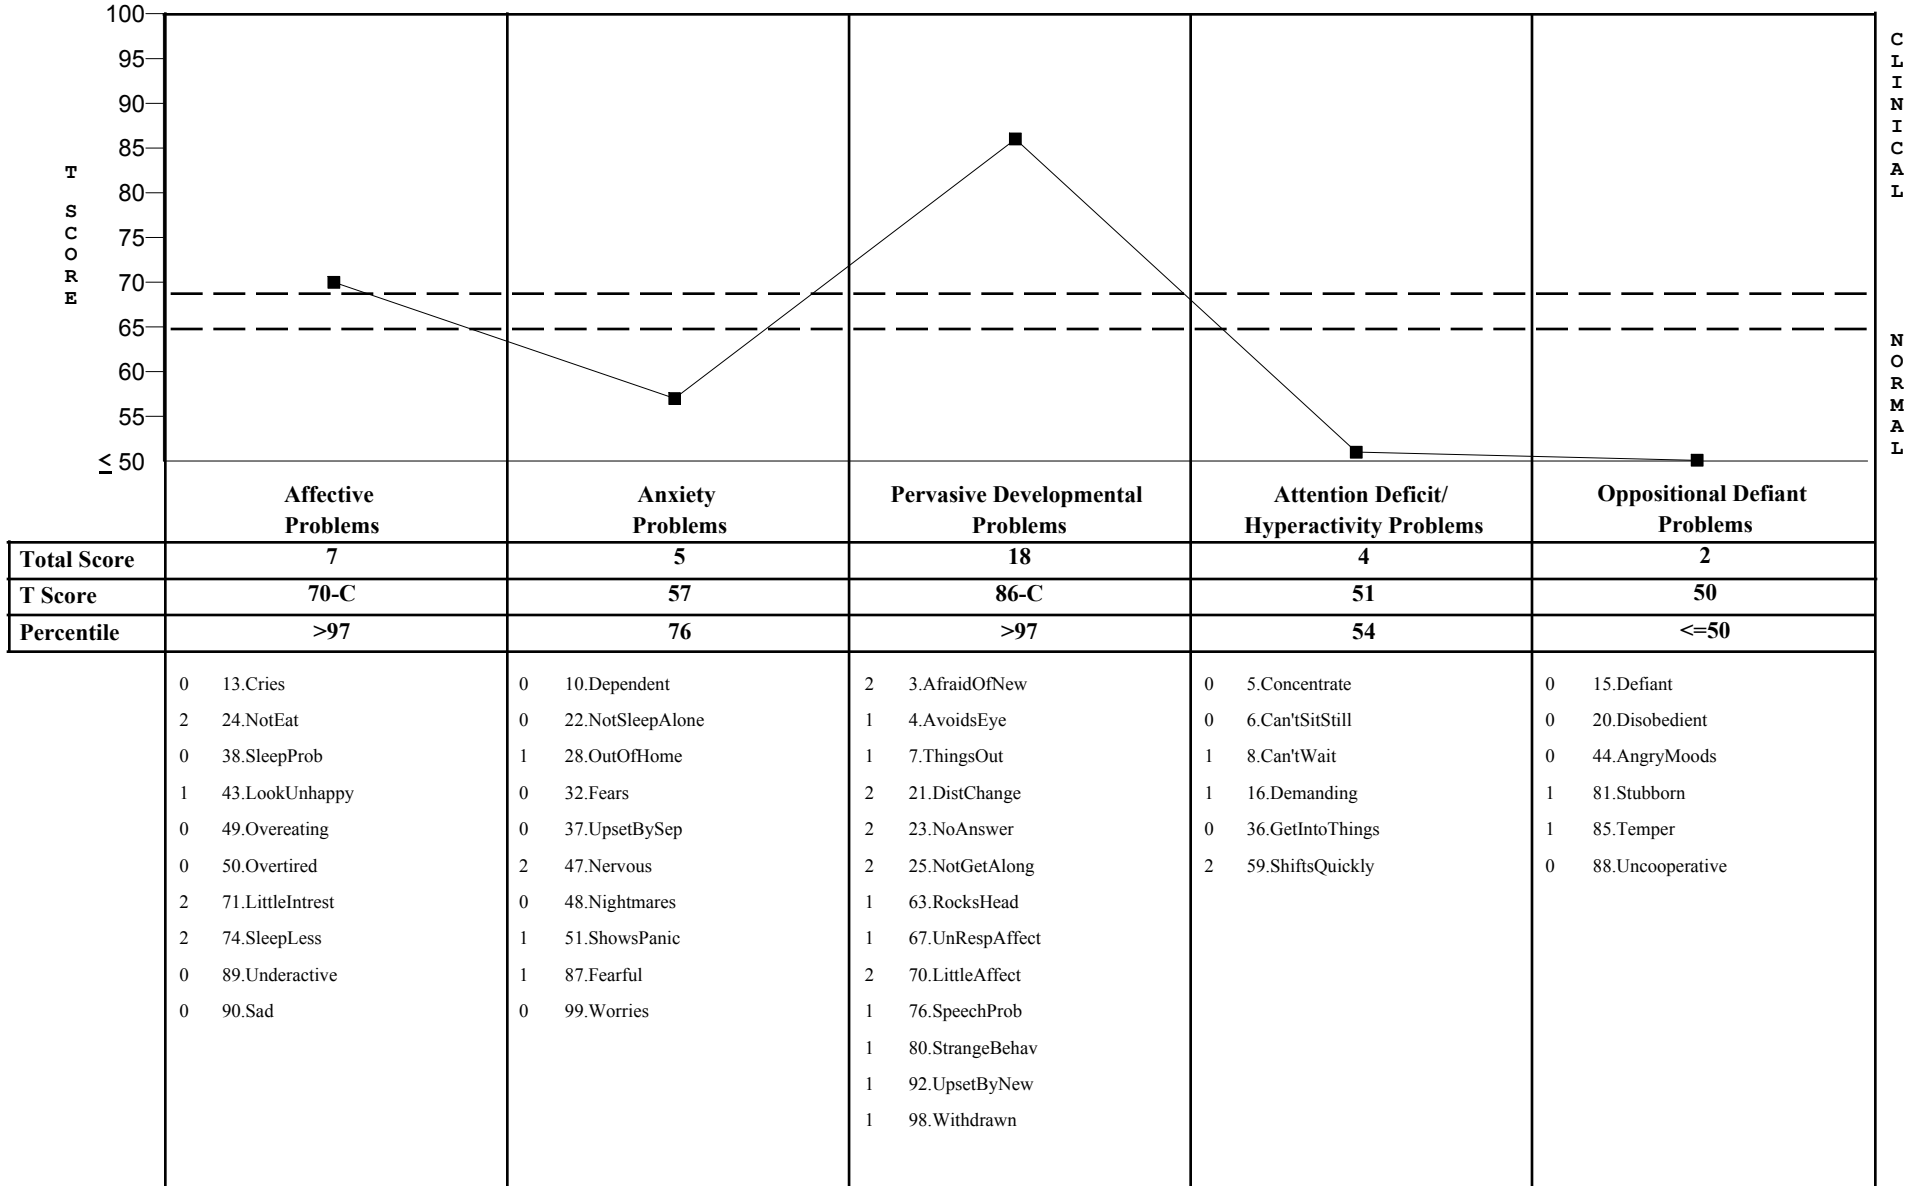 100
95
90
85
80
75
70
65
60
55
≤ 50
T SCORE
CLINICAL
NORMAL
Affective Problems
Anxiety Problems
Pervasive Developmental Problems
Attention Deficit/ Hyperactivity Problems
Oppositional Defiant Problems
Total Score 7 5 18 4 2
T Score 70-C 57 86-C 51 50
Percentile >97 76 >97 54 <=50
0 13.Cries
2 24.NotEat
0 38.SleepProb
1 43.LookUnhappy
0 49.Overeating
0 50.Overtired
2 71.LittleIntrest
2 74.SleepLess
0 89.Underactive
0 90.Sad
0 10.Dependent
0 22.NotSleepAlone
1 28.OutOfHome
0 32.Fears
0 37.UpsetBySep
2 47.Nervous
0 48.Nightmares
1 51.ShowsPanic
1 87.Fearful
0 99.Worries
2 3.AfraidOfNew
1 4.AvoidsEye
1 7.ThingsOut
2 21.DistChange
2 23.NoAnswer
2 25.NotGetAlong
1 63.RocksHead
1 67.UnRespAffect
2 70.LittleAffect
1 76.SpeechProb
1 80.StrangeBehav
1 92.UpsetByNew
1 98.Withdrawn
0 5.Concentrate
0 6.Can'tSitStill
1 8.Can'tWait
1 16.Demanding
0 36.GetIntoThings
2 59.ShiftsQuickly
0 15.Defiant
0 20.Disobedient
0 44.AngryMoods
1 81.Stubborn
1 85.Temper
0 88.Uncooperative